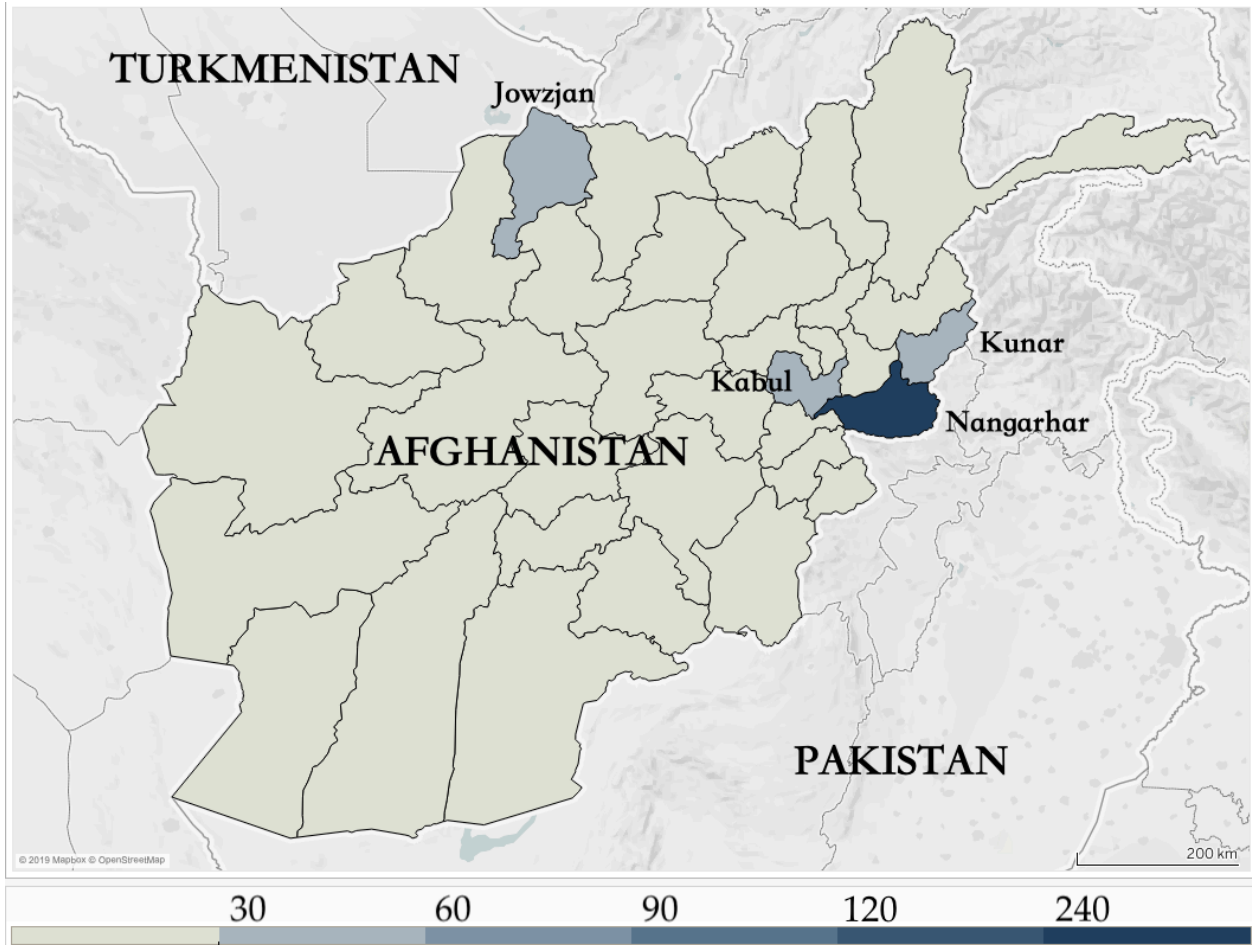 TURKMENISTAN
Jowzjan
Kunar
Kabul
Nangarhar
AFGHANISTAN
PAKISTAN
© 2019 Mapbox © OpenStreetMap
200 km
30 60 90 120 240